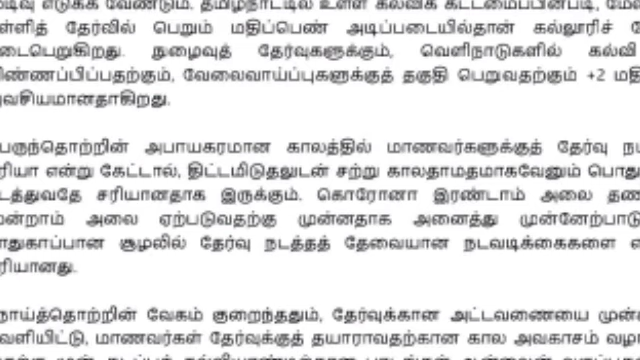 எடுக்க வேண்டும். தமிழ்நாட்டில் உள்ள கல்விக் கட்டமைப்பின்படி,
ள்ளித் தேர்வில் பெறும் மதிப்பெண் அடிப்படையில்தான் கல்லூரிச்
டைபெறுகிறது. நுழைவுத் தேர்வுகளுக்கும், வெளிநாடுகளில் கல்வி
ிண்ணப்பிப்பதற்கும், வேலைவாய்ப்புகளுக்குத் தகுதி பெறுவதற்கும் +2 மதி
வசியமானதாகிறது.
பருந்தொற்றின் அபாயகரமான காலத்தில் மாணவர்களுக்குத் தேர்வு
ரியா என்று கேட்டால், திட்டமிடுதலுடன் சற்று காலதாமதமாகவேனும் பொது
டத்துவதே சரியானதாக இருக்கும். கொரோனா இரண்டாம் அலை
ன்றாம் அலை ஏற்படுவதற்கு முன்னதாக அனைத்து முன்னேற்பாடு
ாதுகாப்பான சூழலில் தேர்வு நடத்தத் தேவையான நடவடிக்கைகளை
ரியானது.
நாய்த்தொற்றின் வேகம் குறைந்ததும், தேர்வுக்கான அட்டவணையை
வளியிட்டு, மாணவர்கள் தேர்வுக்குத் தயாராவதற்கான கால அவகாசம்